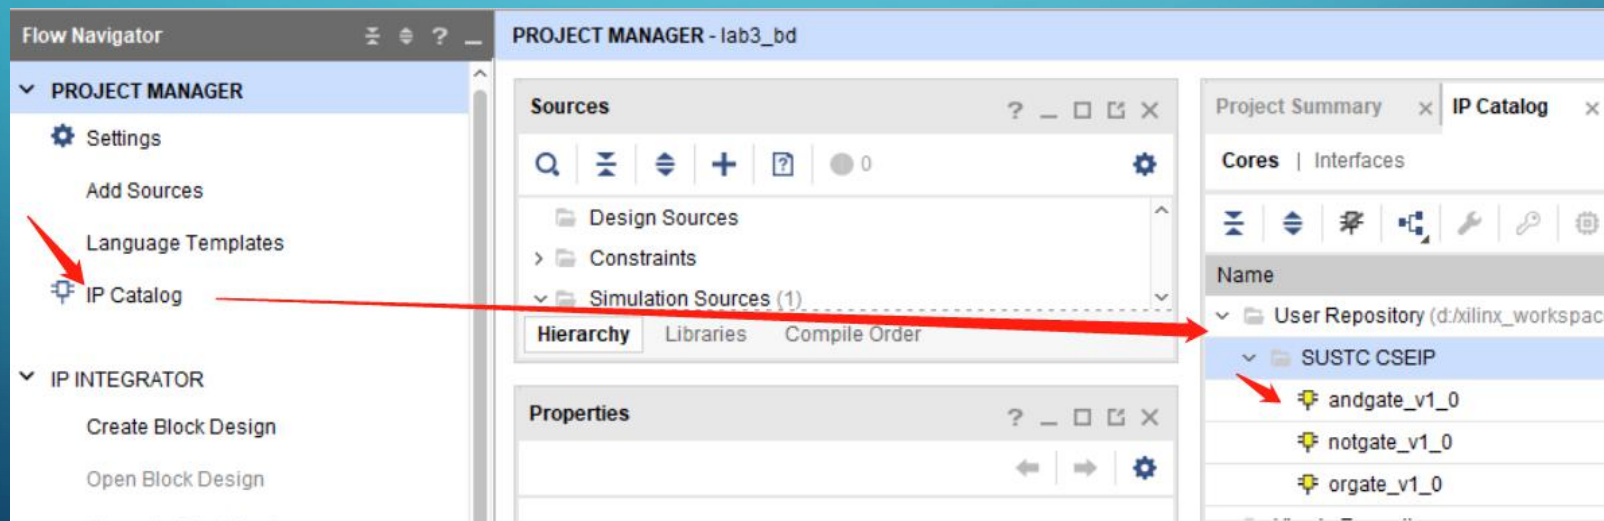 Flow Navigator
PROJECT MANAGER
Settings
Add Sources
Language Templates
IP Catalog
IP INTEGRATOR
Create Block Design
Open Block Design
PROJECT MANAGER - lab3_bd
Sources
0
Design Sources
Constraints
Simulation Sources (1)
Hierarchy Libraries Compile Order
Properties
Project Summary IP Catalog
Cores | Interfaces
Name
User Repository (d:/xilinx_workspac
SUSTC CSEIP
andgate_v1_0
notgate_v1_0
orgate_v1_0